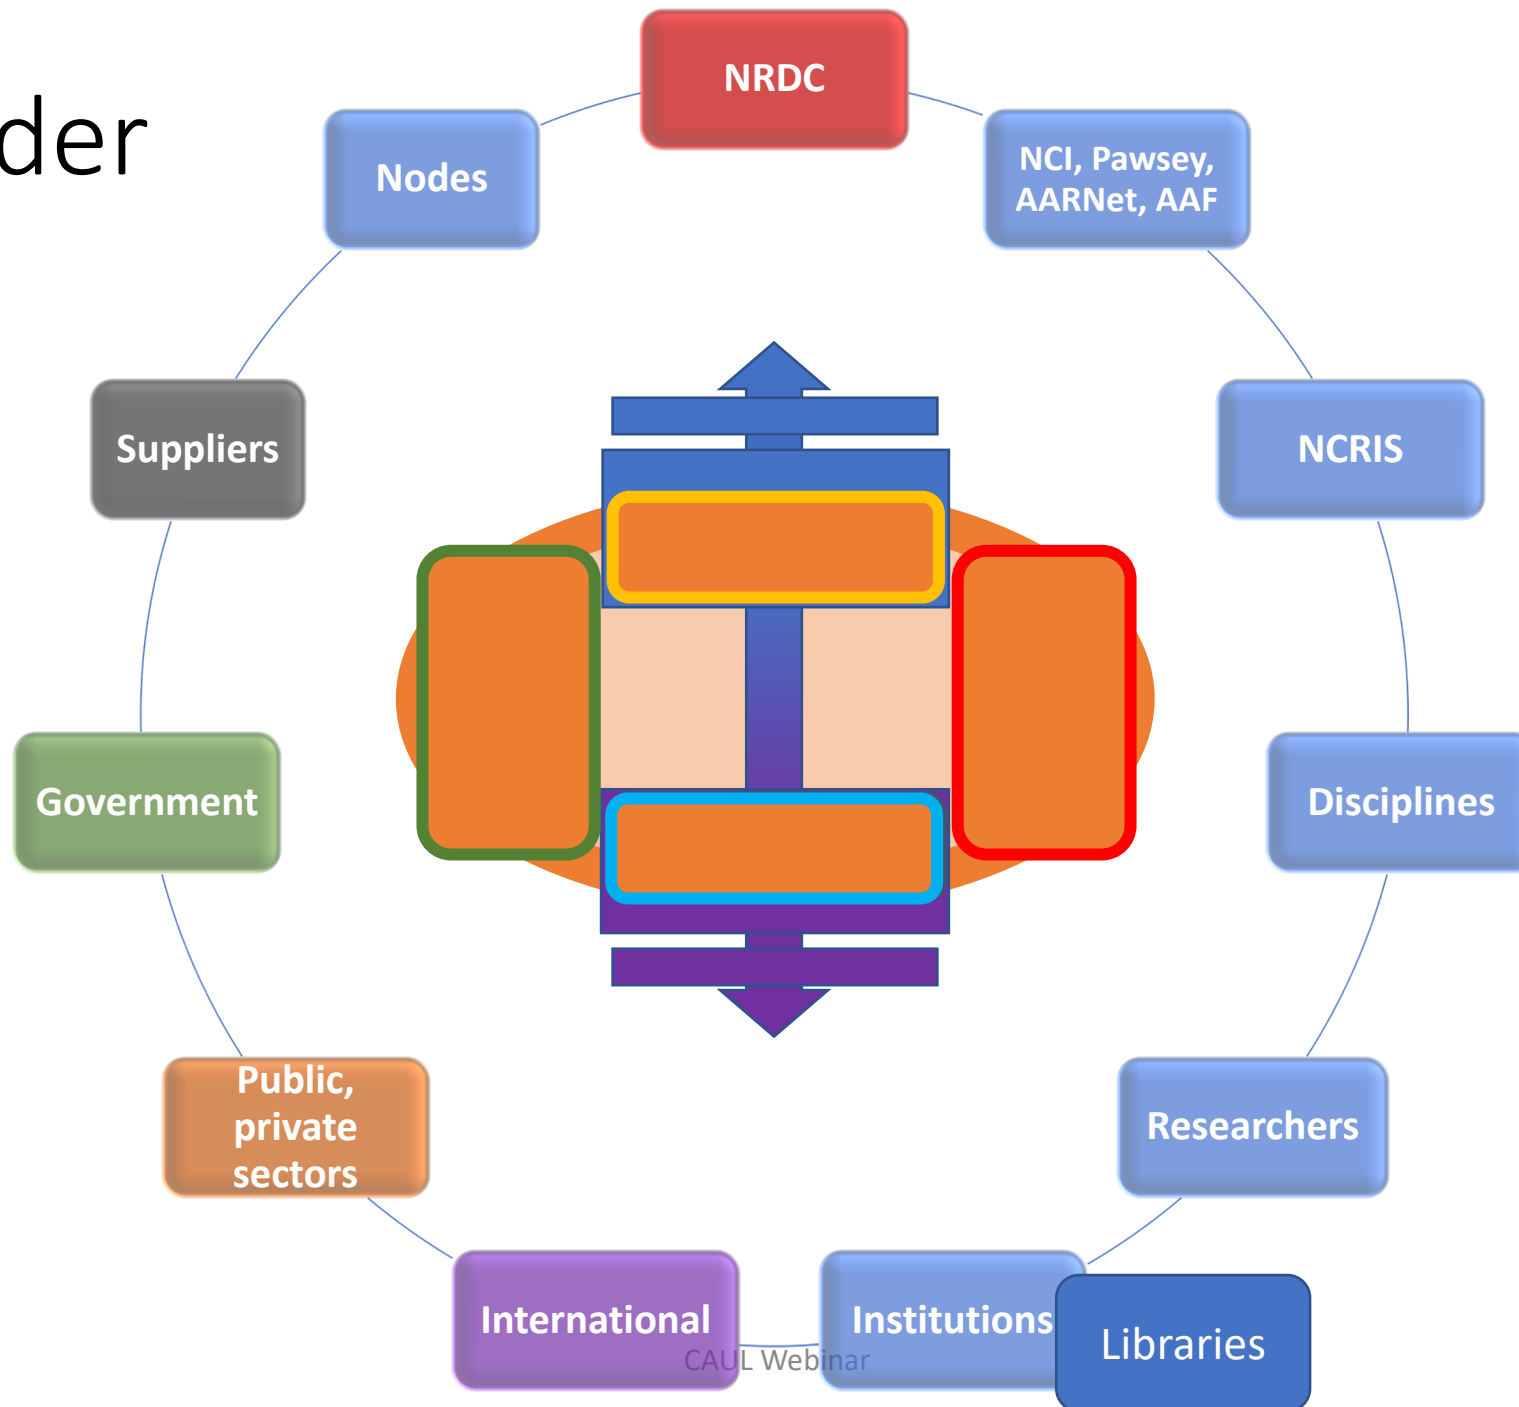 der
NRDC
Nodes
NCI, Pawsey,
AARNet, AAF
Suppliers
NCRIS
Government
Disciplines
Public,
private
sectors
Researchers
International
Institutions
Libraries
CAUL Webinar